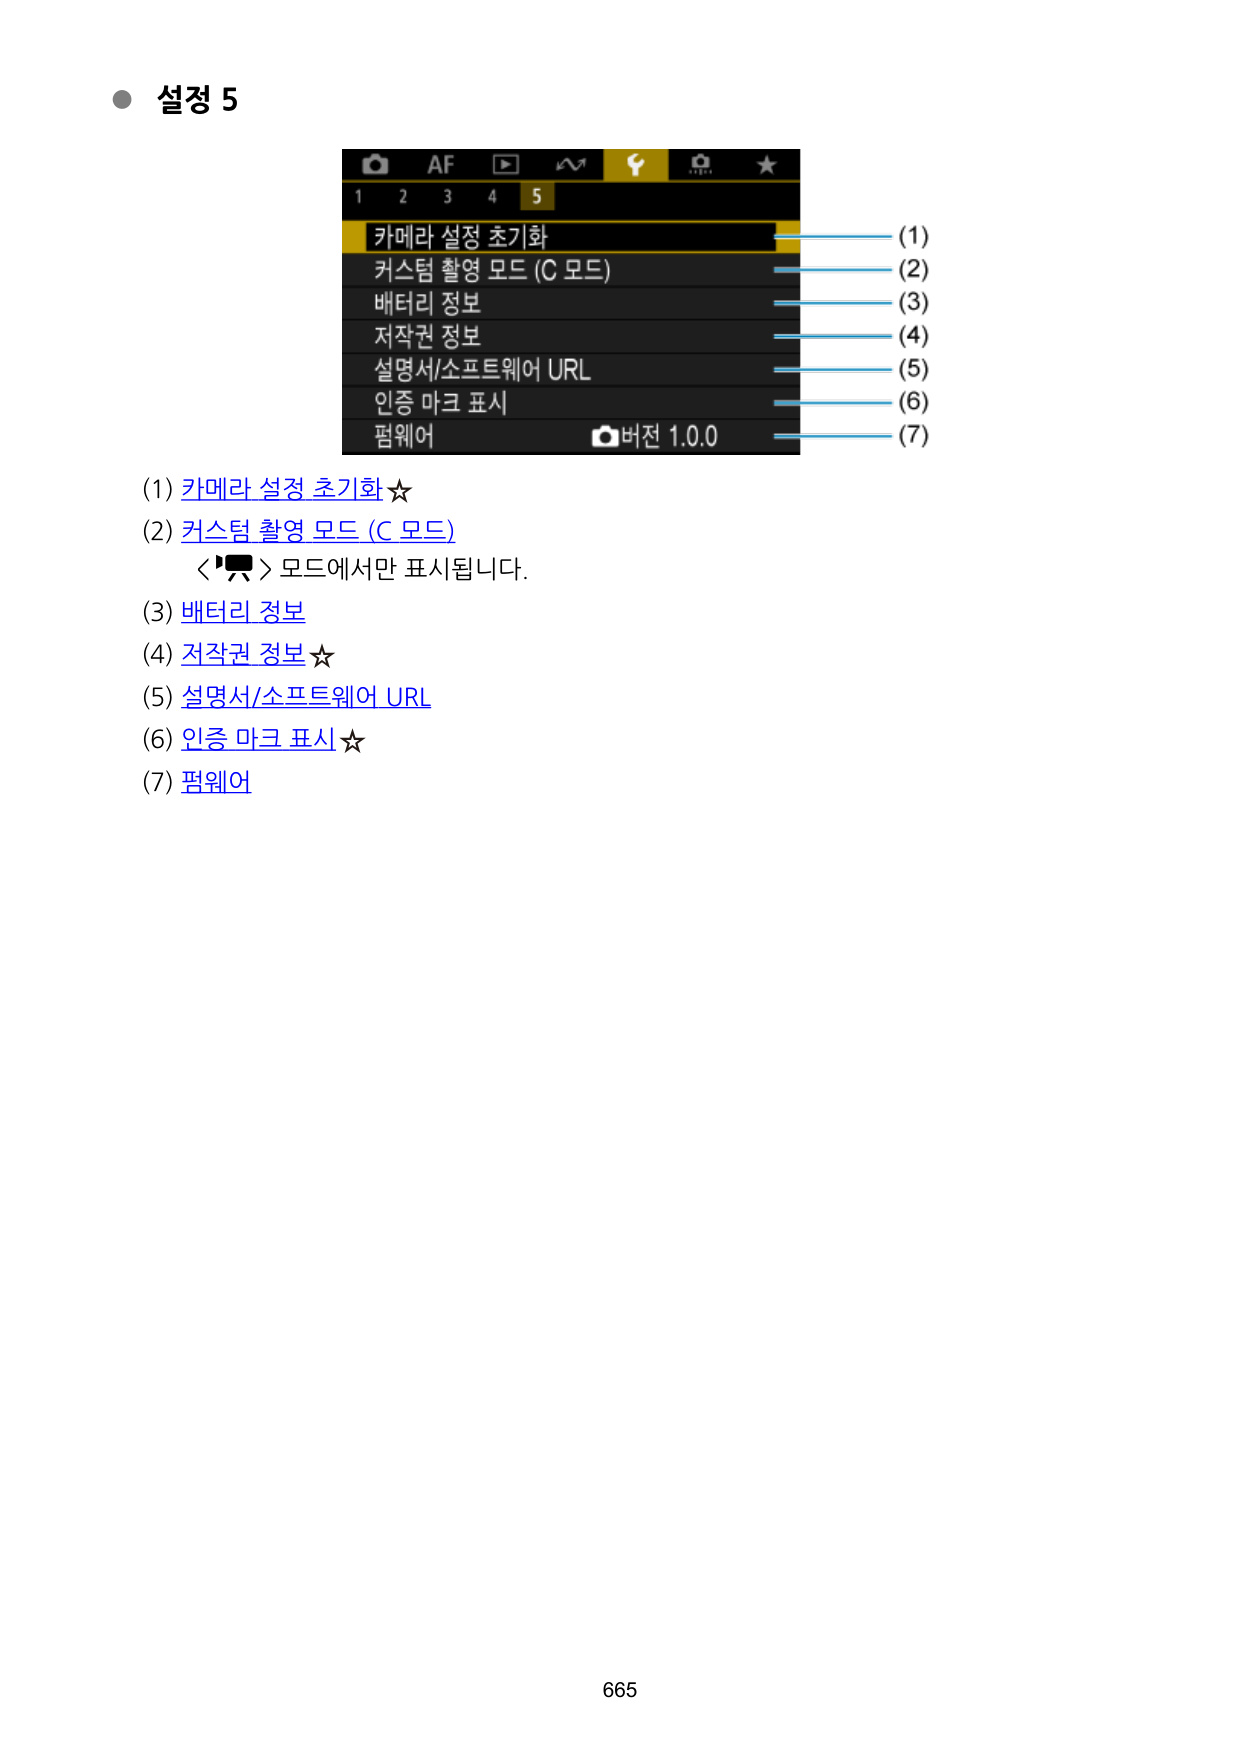 ● 설정 5
AF
1 2 3 4 5
카메라 설정 초기화 (1)
커스텀 촬영 모드 (C 모드) (2)
배터리 정보 (3)
저작권 정보 (4)
설명서/소프트웨어 URL (5)
인증 마크 표시 (6)
펌웨어 버전 1.0.0 (7)
(1) 카메라 설정 초기화☆
(2) 커스텀 촬영 모드 (C 모드)
< > 모드에서만 표시됩니다.
(3) 배터리 정보
(4) 저작권 정보☆
(5) 설명서/소프트웨어 URL
(6) 인증 마크 표시☆
(7) 펌웨어
665